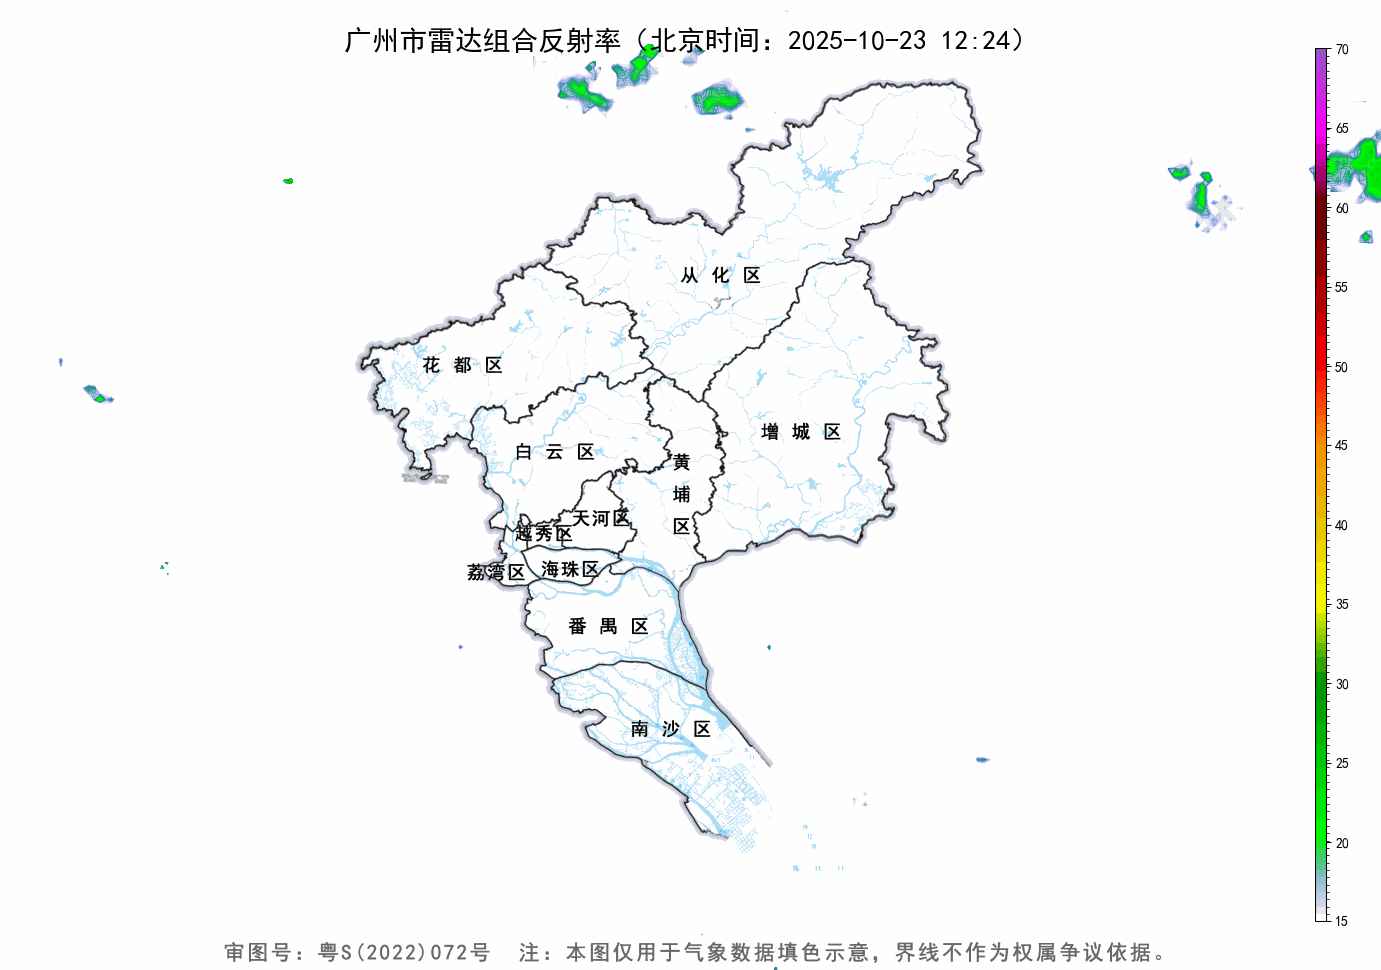 广州市雷达组合反射率（北京时间：2025-10-23 12:24）
70
65
60
55
50
45
40
35
30
25
20
15
从化区
花都区
增城区
白云区
黄埔区
天河区
越秀区
荔湾区
海珠区
番禺区
南沙区
审图号：粤S(2022)072号 注：本图仅用于气象数据填色示意，界线不作为权属争议依据。